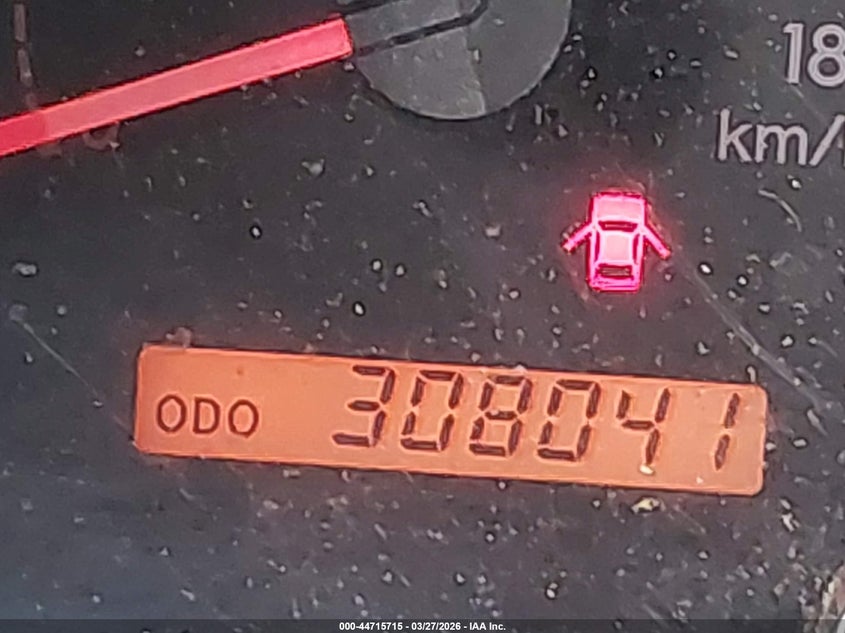 18
km/
ODO 308041
000-44715715 - 03/27/2026 - IAA Inc.